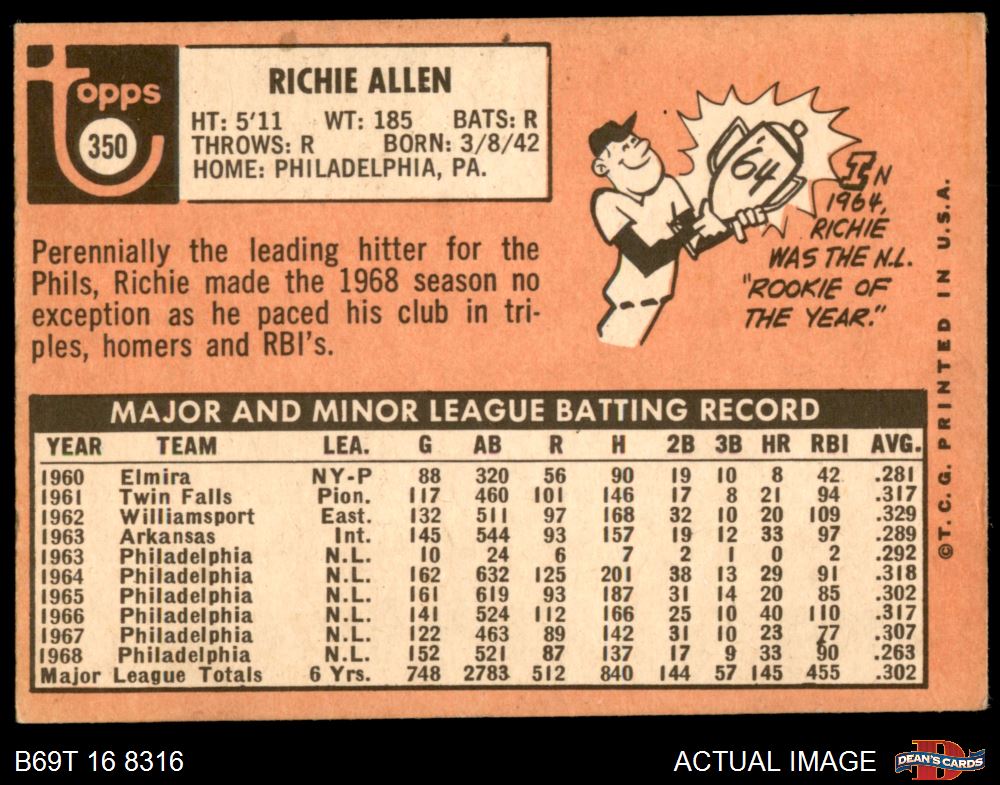 topps
350
RICHIE ALLEN
HT: 5'11 WT: 185 BATS: R
THROWS: R BORN: 3/8/42
HOME: PHILADELPHIA, PA.
Perennially the leading hitter for the
Phils, Richie made the 1968 season no
exception as he paced his club in tri-
ples, homers and RBI's.
'64
IN
1964,
RICHIE
WAS THE N.L.
"ROOKIE OF
THE YEAR."
©T.C.G. PRINTED IN U.S.A.
MAJOR AND MINOR LEAGUE BATTING RECORD
YEAR TEAM LEA. G AB R H 2B 3B HR RBI AVG.
1960 Elmira NY-P 88 320 56 90 19 10 8 42 .281
1961 Twin Falls Pion. 117 460 101 146 17 8 21 94 .317
1962 Williamsport East. 132 511 97 168 32 10 20 109 .329
1963 Arkansas Int. 145 544 93 157 19 12 33 97 .289
1963 Philadelphia N.L. 10 24 6 7 2 1 0 2 .292
1964 Philadelphia N.L. 162 632 125 201 38 13 29 91 .318
1965 Philadelphia N.L. 161 619 93 187 31 14 20 85 .302
1966 Philadelphia N.L. 141 524 112 166 25 10 40 110 .317
1967 Philadelphia N.L. 122 463 89 142 31 10 23 77 .307
1968 Philadelphia N.L. 152 521 87 137 17 9 33 90 .263
Major League Totals 6 Yrs. 748 2783 512 840 144 57 145 455 .302
B69T 16 8316
ACTUAL IMAGE
DEAN'S CARDS